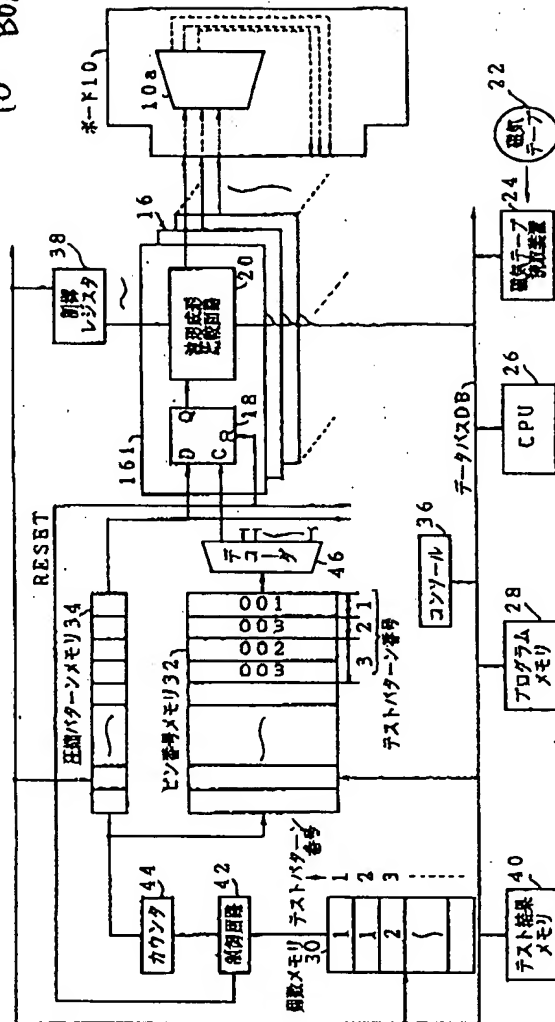 10 BO
ボード10
10a
16
制御
レジスタ
38
161
波形成形
比較回路
20
D
Q
C
R
18
RESET
圧縮パターンメモリ34
デコーダ
46
ピン番号メモリ32
001
003
002
003
1
2
3
テストパターン番号
カウンタ
44
制御回路
42
個数メモリ
30
テストパターン
番号
1
1
2
1
2
3
テスト結果
メモリ
40
プログラム
メモリ
28
コンソール
36
データバスDB
CPU
26
磁気テープ
読取装置
24
磁気
テープ
22